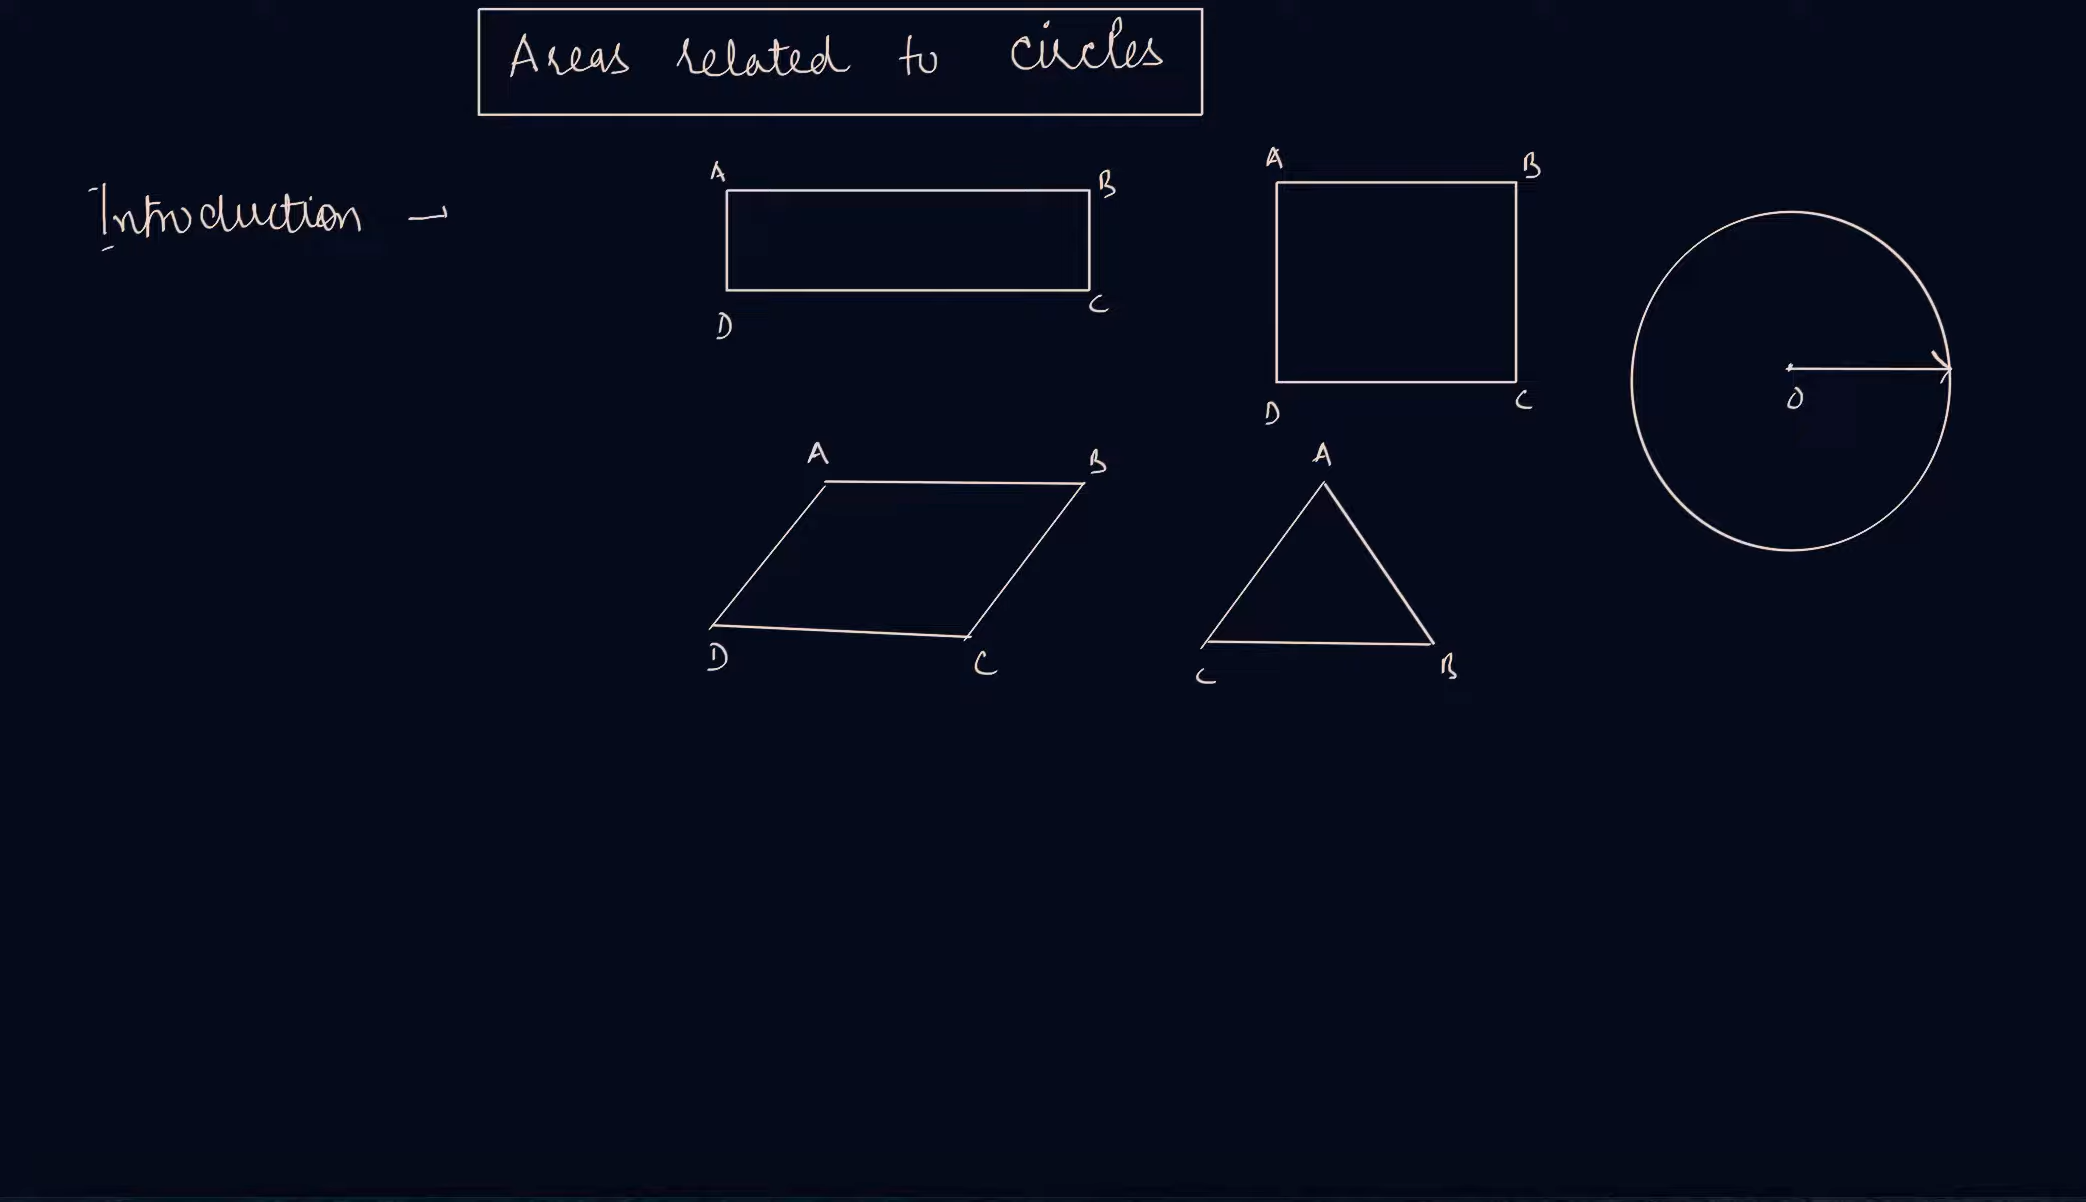 Areas related to circles
Introduction →
A B
D C
A B
D C
O
A B
D C
A
C B